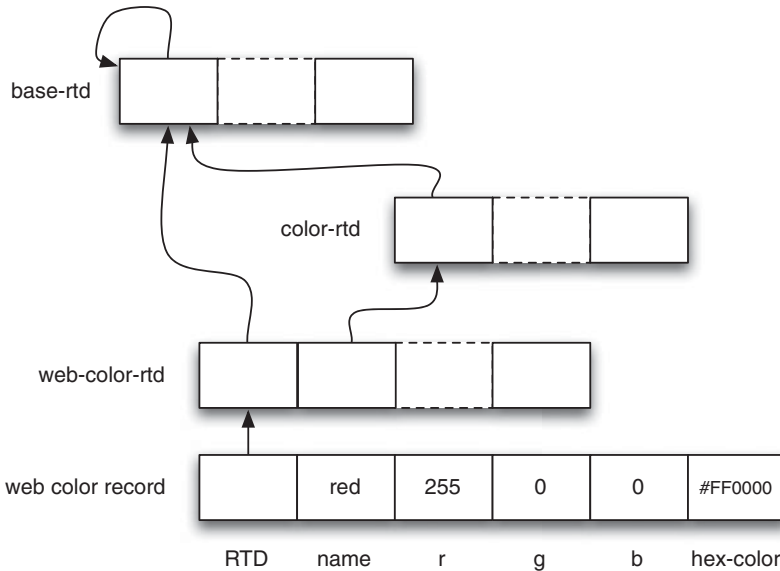 base-rtd
color-rtd
web-color-rtd
web color record
red
255
0
0
#FF0000
RTD
name
r
g
b
hex-color